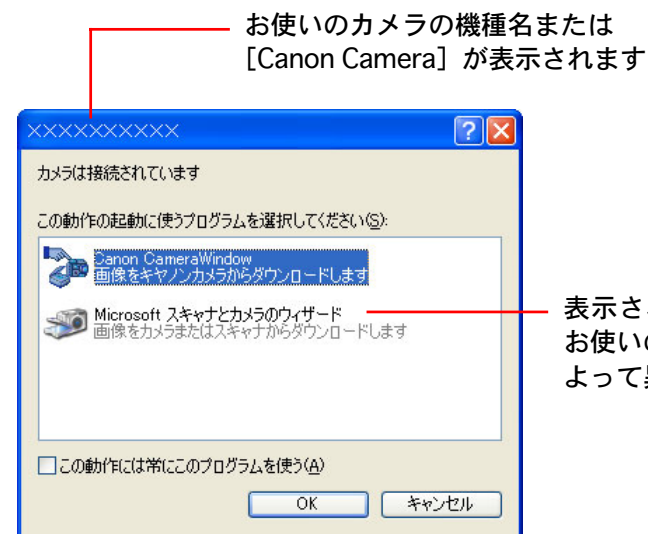 お使いのカメラの機種名または
［Canon Camera］が表示されます
××××××××××
カメラは接続されています
この動作の起動に使うプログラムを選択してください(S):
Canon CameraWindow
画像をキヤノンカメラからダウンロードします
Microsoft スキャナとカメラのウィザード
画像をカメラまたはスキャナからダウンロードします
表示さ
お使いの
よって
この動作には常にこのプログラムを使う(A)
OK
キャンセル